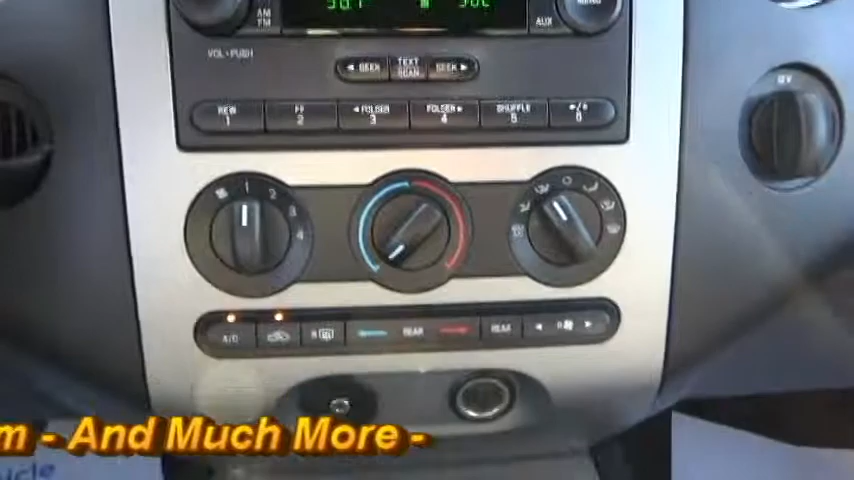 AM
FM
AUX
VOL - PUSH
◄ SEEK TEXT SCAN SEEK ►
REW 1 FF 2 ◄ FOLDER 3 FOLDER ► 4 SHUFFLE 5 6
1 2 3 4
A/C R REAR REAR
m - And Much More -